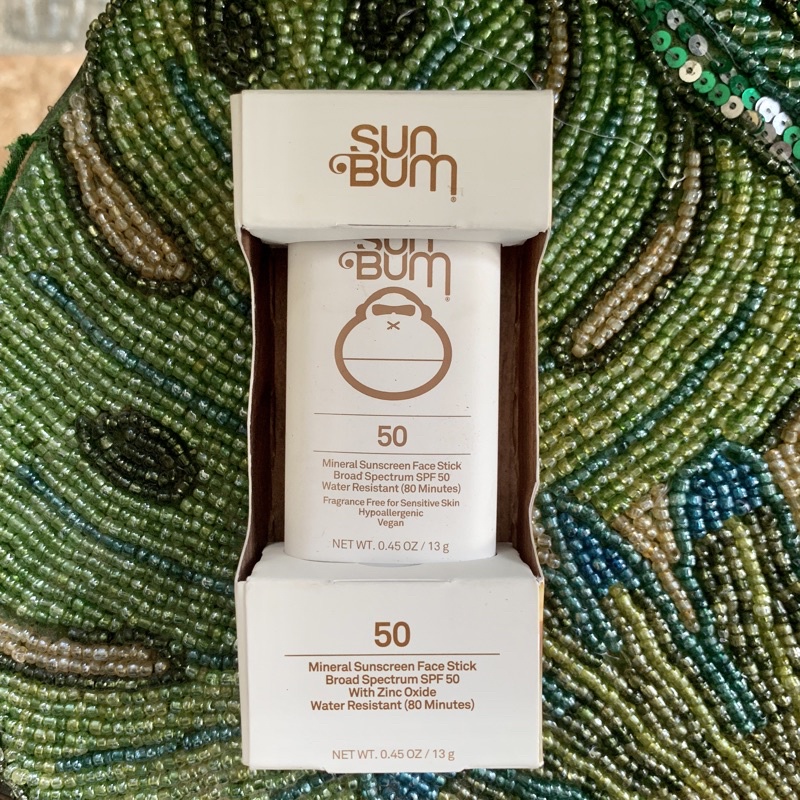 SUN
BUM®
SUN
BUM®
50
Mineral Sunscreen Face Stick
Broad Spectrum SPF 50
Water Resistant (80 Minutes)
Fragrance Free for Sensitive Skin
Hypoallergenic
Vegan
NET WT. 0.45 OZ / 13 g
50
Mineral Sunscreen Face Stick
Broad Spectrum SPF 50
With Zinc Oxide
Water Resistant (80 Minutes)
NET WT. 0.45 OZ / 13 g